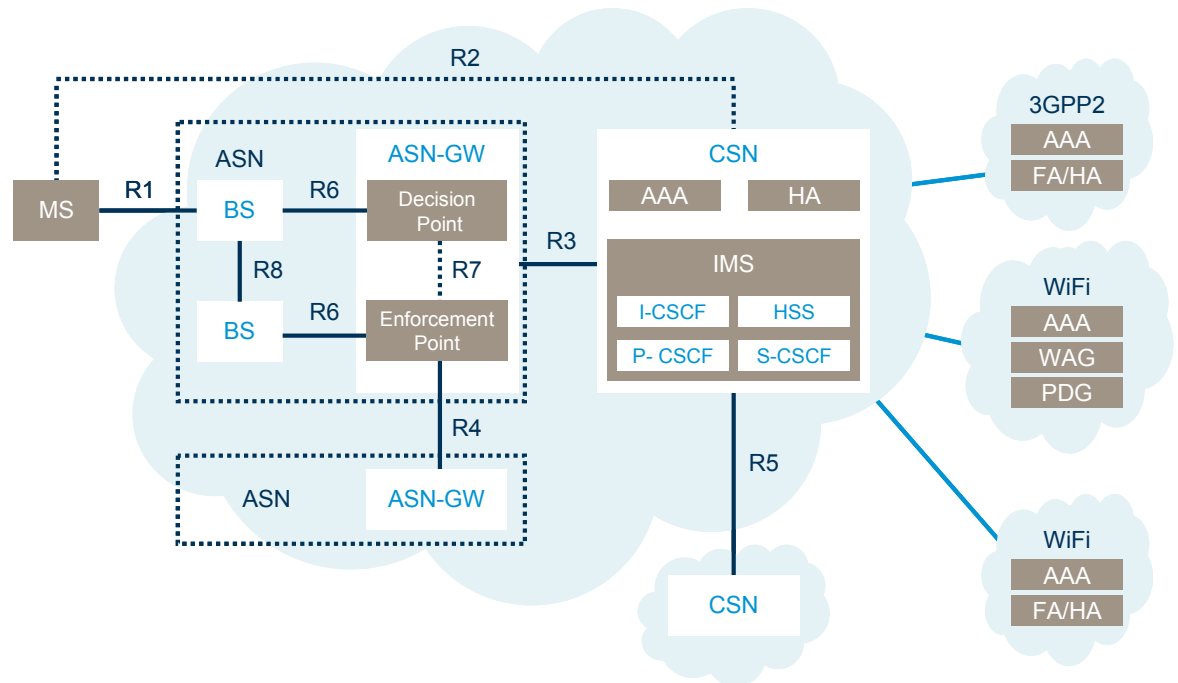 R2
3GPP2
AAA
FA/HA
ASN
ASN-GW
CSN
MS
R1
BS
R6
Decision
Point
AAA
HA
R3
R8
R7
IMS
I-CSCF
HSS
P- CSCF
S-CSCF
BS
R6
Enforcement
Point
WiFi
AAA
WAG
PDG
R4
R5
ASN
ASN-GW
CSN
WiFi
AAA
FA/HA